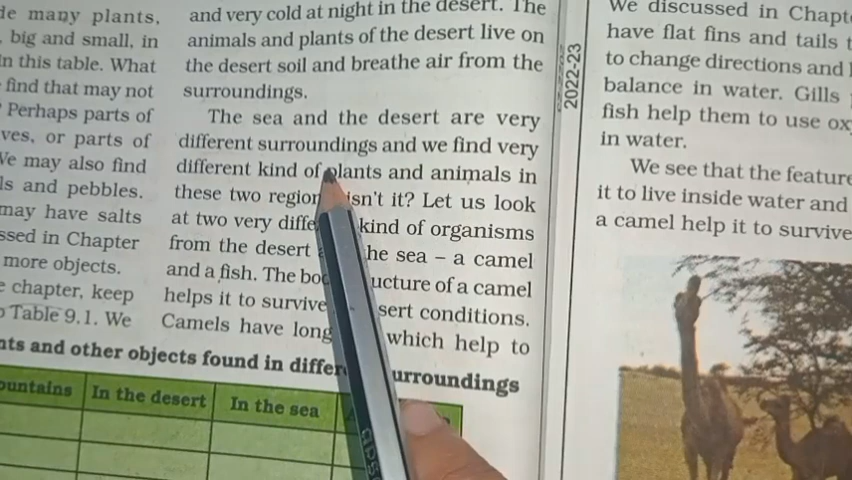 many plants,
big and small, in
this table. What
find that may not
Perhaps parts of
or parts of
may also find
and pebbles.
may have salts
in Chapter
more objects.
chapter, keep
Table 9.1. We
and very cold at night in the desert. The
animals and plants of the desert live on
the desert soil and breathe air from the
surroundings.
The sea and the desert are very
different surroundings and we find very
different kind of plants and animals in
these two region isn't it? Let us look
at two very diffe kind of organisms
from the desert the sea – a camel
and a fish. The bo ucture of a camel
helps it to survive sert conditions.
Camels have long which help to
nts and other objects found in differe urroundings
ountains
In the desert
In the sea
2022-23
We discussed in Chapt
have flat fins and tails t
to change directions and
balance in water. Gills
fish help them to use ox
in water.
We see that the feature
it to live inside water and
a camel help it to survive